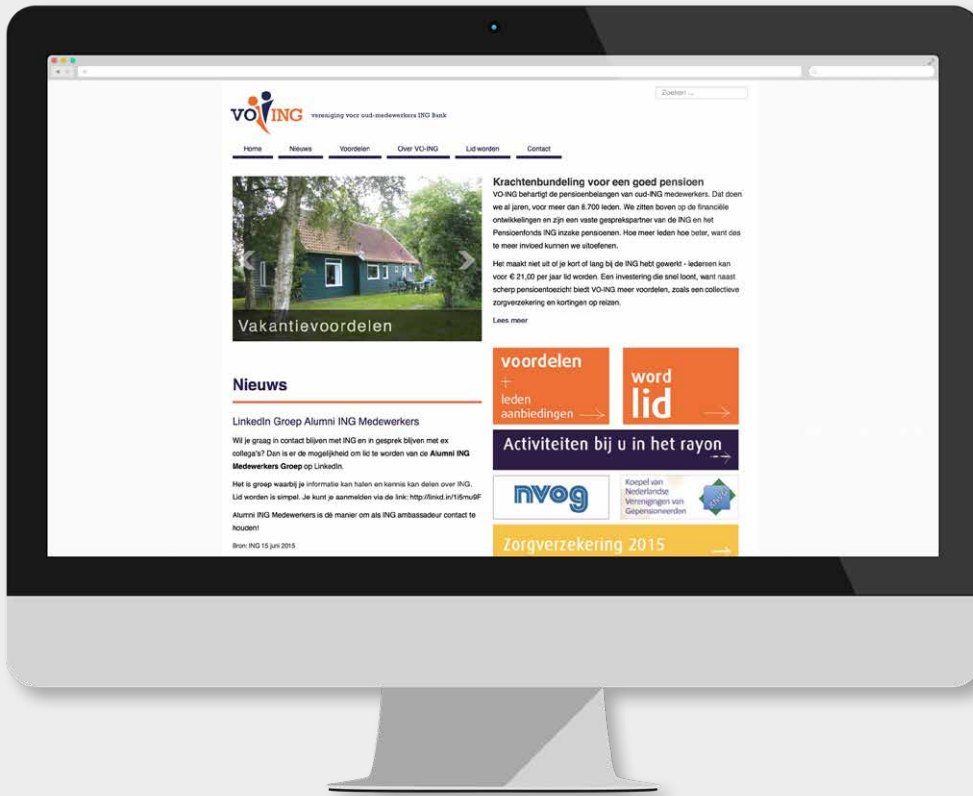 Zoeken ...
VO ING vereniging voor oud-medewerkers ING Bank
Home Nieuws Voordelen Over VO-ING Lid worden Contact
Vakantievoordelen
Krachtenbundeling voor een goed pensioen
VO-ING behartigt de pensioenbelangen van oud-ING medewerkers. Dat doen
we al jaren, voor meer dan 8.700 leden. We zitten boven op de financiële
ontwikkelingen en zijn een vaste gesprekspartner van de ING en het
Pensioenfonds ING inzake pensioenen. Hoe meer leden hoe beter, want des
te meer invloed kunnen we uitoefenen.
Het maakt niet uit of je kort of lang bij de ING hebt gewerkt - iedereen kan
voor € 21,00 per jaar lid worden. Een investering die snel loont, want naast
scherp pensioentoezicht biedt VO-ING meer voordelen, zoals een collectieve
zorgverzekering en kortingen op reizen.
Lees meer
Nieuws
LinkedIn Groep Alumni ING Medewerkers
Wil je graag in contact blijven met ING en in gesprek blijven met ex
collega's? Dan is er de mogelijkheid om lid te worden van de Alumni ING
Medewerkers Groep op LinkedIn.
Het is groep waarbij je informatie kan halen en kennis kan delen over ING.
Lid worden is simpel. Je kunt je aanmelden via de link: http://linkd.in/1i5mu9F
Alumni ING Medewerkers is dé manier om als ING ambassadeur contact te
houden!
Bron: ING 15 juni 2015
voordelen
+
leden
aanbiedingen
word
lid
Activiteiten bij u in het rayon
nvog
Koepel van
Nederlandse
Verenigingen van
Gepensioneerden
Zorgverzekering 2015